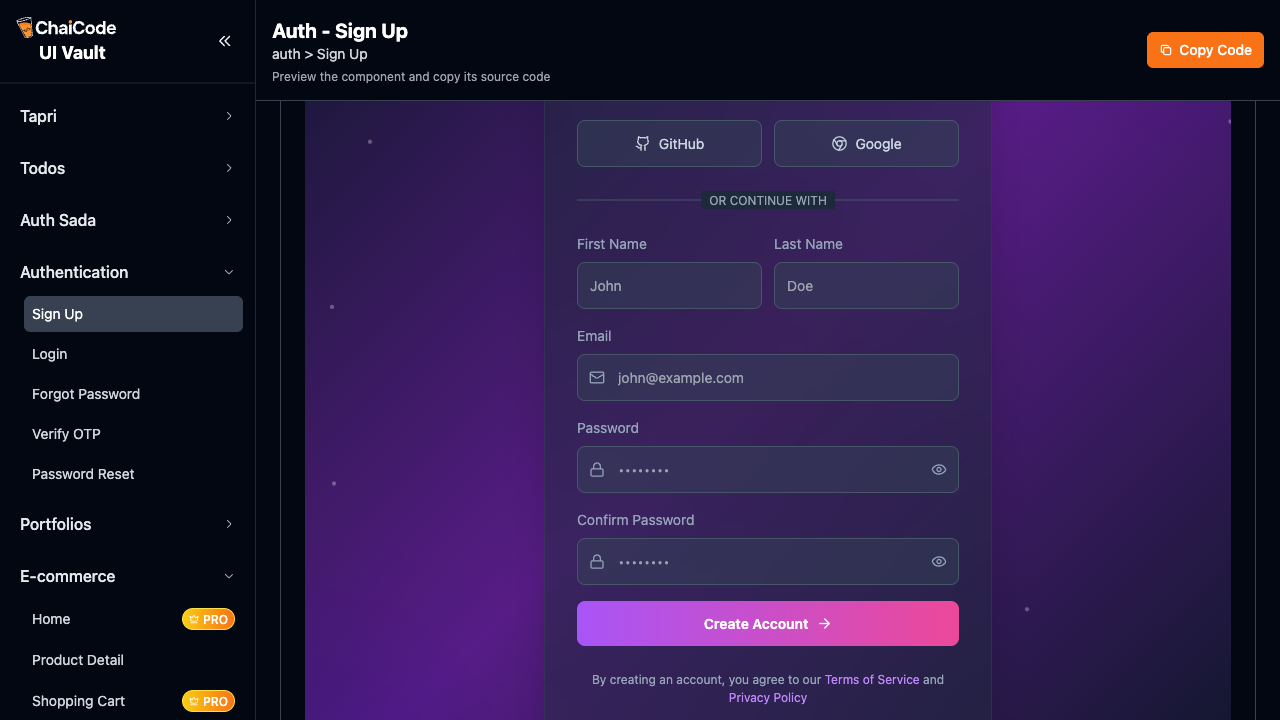 ChaiCode
UI Vault
Tapri
Todos
Auth Sada
Authentication
Sign Up
Login
Forgot Password
Verify OTP
Password Reset
Portfolios
E-commerce
Home
PRO
Product Detail
Shopping Cart
PRO
Auth - Sign Up
auth > Sign Up
Preview the component and copy its source code
Copy Code
GitHub
Google
OR CONTINUE WITH
First Name
Last Name
John
Doe
Email
john@example.com
Password
••••••••
Confirm Password
••••••••
Create Account
By creating an account, you agree to our Terms of Service and
Privacy Policy